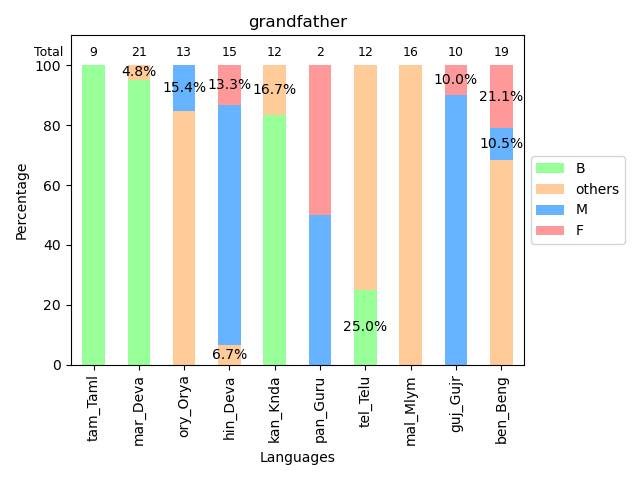 grandfather
Total 9 21 13 15 12 2 12 16 10 19
100
80
60
40
20
0
Percentage
4.8%
15.4%
13.3%
6.7%
16.7%
25.0%
10.0%
21.1%
10.5%
B
others
M
F
tam_Taml
mar_Deva
ory_Orya
hin_Deva
kan_Knda
pan_Guru
tel_Telu
mal_Mlym
guj_Gujr
ben_Beng
Languages